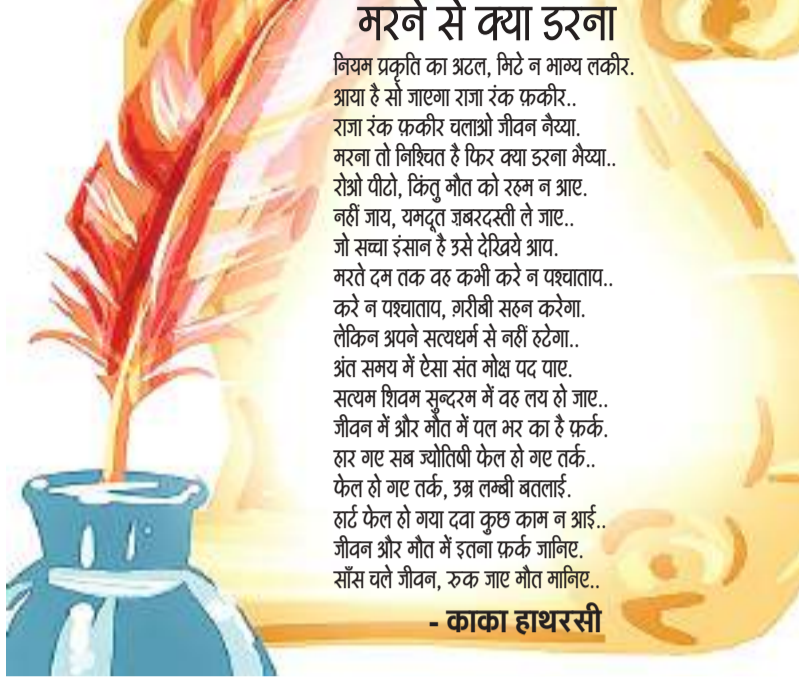 मरने से क्या डरना
नियम प्रकृति का अटल, मिटे न भाग्य लकीर.
आया है सो जाएगा राजा रंक फ़कीर..
राजा रंक फ़कीर चलाओ जीवन नैय्या.
मरना तो निश्चित है फिर क्या डरना भैय्या..
रोओ पीटो, किंतु मौत को रहम न आए.
नहीं जाय, यमदूत ज़बरदस्ती ले जाए..
जो सच्चा इंसान है उसे देखिये आप.
मरते दम तक वह कभी करे न पश्चाताप..
करे न पश्चाताप, ग़रीबी सहन करेगा.
लेकिन अपने सत्यधर्म से नहीं हटेगा..
अंत समय में ऐसा संत मोक्ष पद पाए.
सत्यम शिवम सुन्दरम में वह लय हो जाए..
जीवन में और मौत में पल भर का है फ़र्क.
हार गए सब ज्योतिषी फेल हो गए तर्क..
फेल हो गए तर्क, उम्र लम्बी बतलाई.
हार्ट फेल हो गया दवा कुछ काम न आई..
जीवन और मौत में इतना फ़र्क जानिए.
साँस चले जीवन, रुक जाए मौत मानिए..
- काका हाथरसी